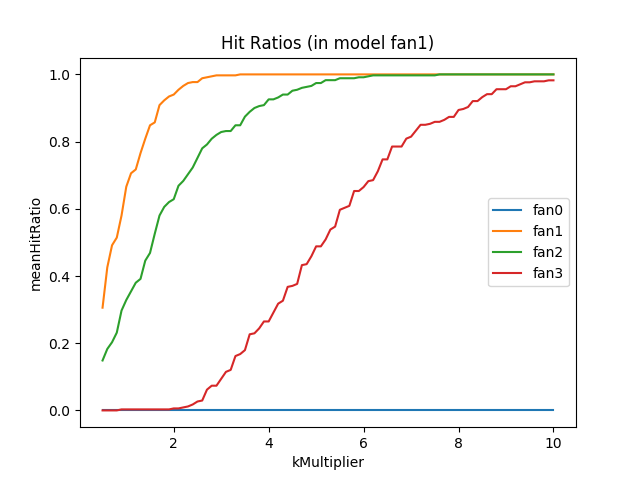 Hit Ratios (in model fan1)
meanHitRatio
1.0
0.8
0.6
0.4
0.2
0.0
2
4
6
8
10
kMultiplier
fan0
fan1
fan2
fan3